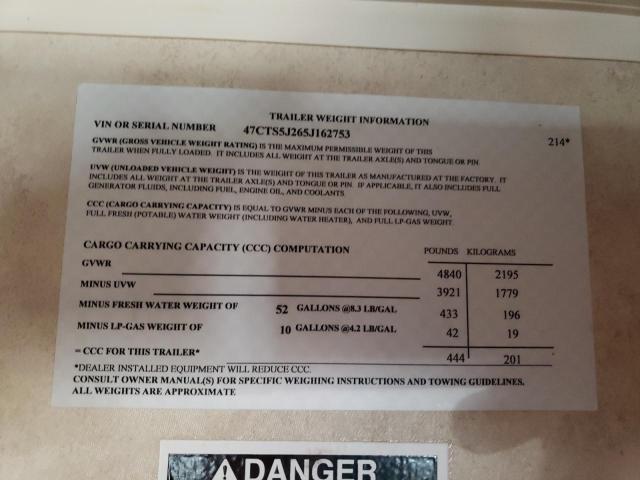 TRAILER WEIGHT INFORMATION
VIN OR SERIAL NUMBER 47CTS5J265J162753
214*
GVWR (GROSS VEHICLE WEIGHT RATING) IS THE MAXIMUM PERMISSIBLE WEIGHT OF THIS
TRAILER WHEN FULLY LOADED. IT INCLUDES ALL WEIGHT AT THE TRAILER AXLE(S) AND TONGUE OR PIN.
UVW (UNLOADED VEHICLE WEIGHT) IS THE WEIGHT OF THIS TRAILER AS MANUFACTURED AT THE FACTORY. IT
INCLUDES ALL WEIGHT AT THE TRAILER AXLE(S) AND TONGUE OR PIN. IF APPLICABLE, IT ALSO INCLUDES FULL
GENERATOR FLUIDS, INCLUDING FUEL, ENGINE OIL, AND COOLANTS.
CCC (CARGO CARRYING CAPACITY) IS EQUAL TO GVWR MINUS EACH OF THE FOLLOWING, UVW,
FULL FRESH (POTABLE) WATER WEIGHT (INCLUDING WATER HEATER), AND FULL LP-GAS WEIGHT.
CARGO CARRYING CAPACITY (CCC) COMPUTATION POUNDS KILOGRAMS
GVWR 4840 2195
MINUS UVW 3921 1779
MINUS FRESH WATER WEIGHT OF 52 GALLONS @8.3 LB/GAL 433 196
MINUS LP-GAS WEIGHT OF 10 GALLONS @4.2 LB/GAL 42 19
= CCC FOR THIS TRAILER* 444 201
*DEALER INSTALLED EQUIPMENT WILL REDUCE CCC.
CONSULT OWNER MANUAL(S) FOR SPECIFIC WEIGHING INSTRUCTIONS AND TOWING GUIDELINES.
ALL WEIGHTS ARE APPROXIMATE
DANGER